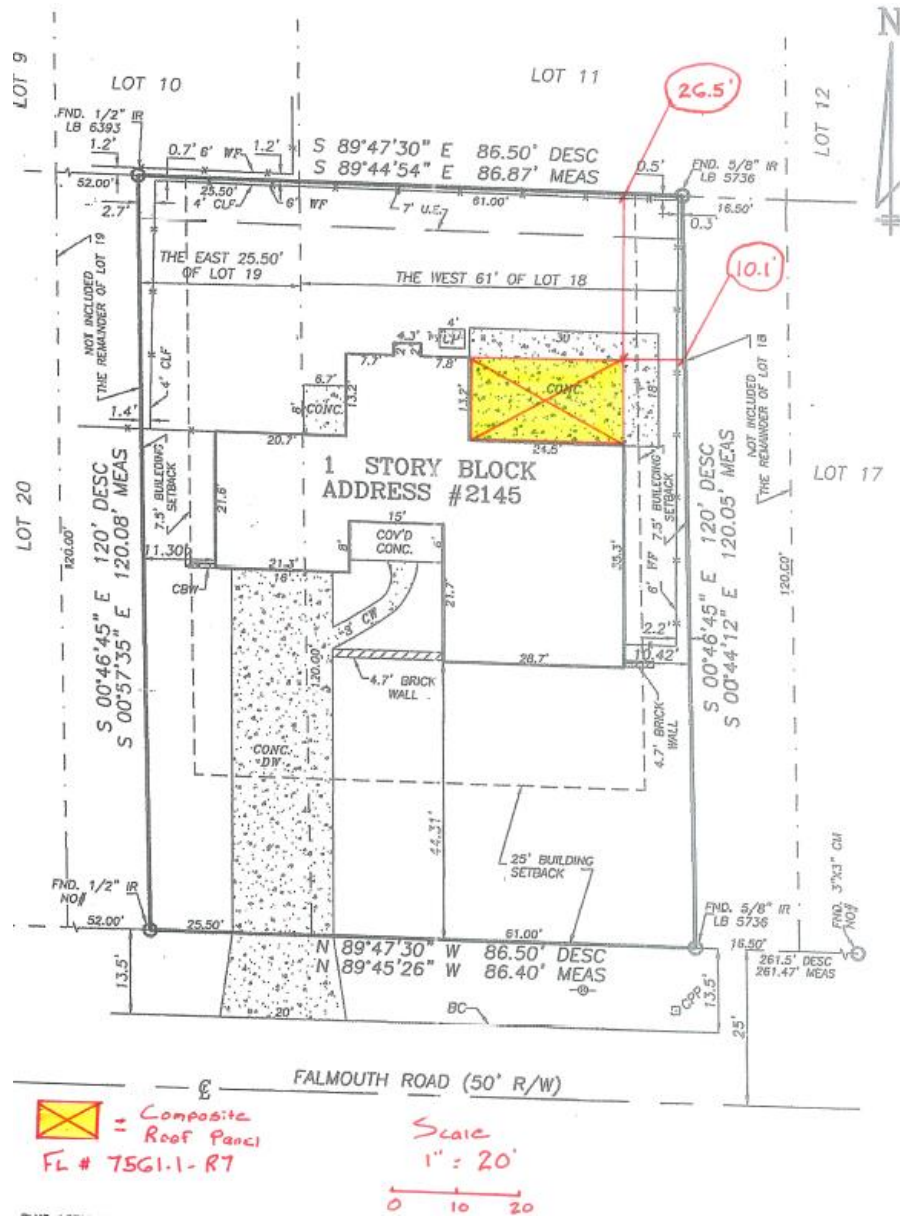 N
LOT 9
LOT 10
LOT 11
LOT 12
26.5'
FND. 1/2" IR
LB 6393
1.2'
0.7'
6'
WF
1.2'
S 89°47'30" E 86.50' DESC
S 89°44'54" E 86.87' MEAS
0.5'
FND. 5/8" IR
LB 5736
52.00'
25.50'
4' CLF
6' WF
7' U.E.
61.00'
16.50'
2.7'
0.3'
10.1'
THE EAST 25.50'
OF LOT 19
THE WEST 61' OF LOT 18
NOT INCLUDED
THE REMAINDER OF LOT 19
4' CLF
4.3'
2'
2'
4'
7.7'
7.8'
30'
6.7'
8'
CONC.
13.2'
13.2'
CONC.
18'
NOT INCLUDED
THE REMAINDER OF LOT 18
1.4'
20.7'
24.5'
1 STORY BLOCK
ADDRESS #2145
LOT 20
LOT 17
120.00'
S 00°46'45" E 120' DESC
S 00°57'35" E 120.08' MEAS
7.5' BUILDING
SETBACK
21.6'
15'
COV'D
CONC.
8'
6'
35.3'
6' WF
7.5' BUILDING
SETBACK
S 00°46'45" E 120' DESC
S 00°44'12" E 120.05' MEAS
120.00'
11.30'
CBW
21.3'
16'
3' CW
21.7'
2.2'
10.42'
120.00'
28.7'
4.7' BRICK
WALL
4.7' BRICK
WALL
CONC.
DW
44.31'
25' BUILDING
SETBACK
FND. 1/2" IR
NO#
FND. 5/8" IR
LB 5736
FND. 3"X3" CM
NO#
52.00'
25.50'
61.00'
16.50'
N 89°47'30" W 86.50' DESC
N 89°45'26" W 86.40' MEAS
261.5' DESC
261.47' MEAS
13.5'
CPP
13.5'
20'
BC
25'
FALMOUTH ROAD (50' R/W)
= Composite
Roof Panel
FL # 7561.1-R7
Scale
1" = 20'
0 10 20